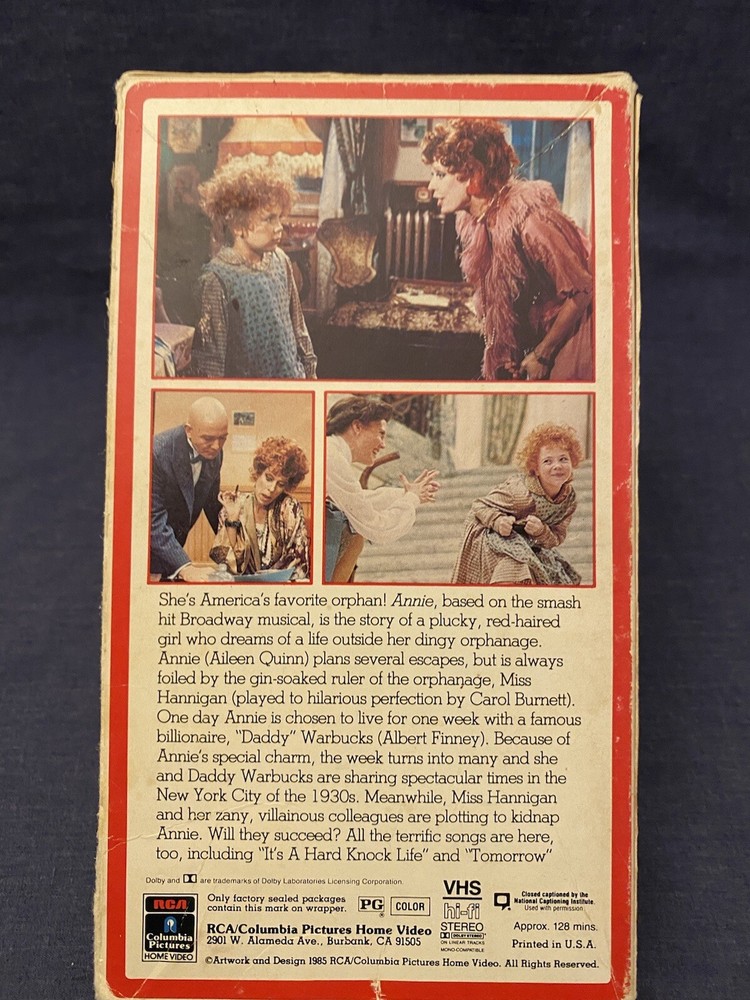 She's America's favorite orphan! Annie, based on the smash
hit Broadway musical, is the story of a plucky, red-haired
girl who dreams of a life outside her dingy orphanage.
Annie (Aileen Quinn) plans several escapes, but is always
foiled by the gin-soaked ruler of the orphanage, Miss
Hannigan (played to hilarious perfection by Carol Burnett).
One day Annie is chosen to live for one week with a famous
billionaire, "Daddy" Warbucks (Albert Finney). Because of
Annie's special charm, the week turns into many and she
and Daddy Warbucks are sharing spectacular times in the
New York City of the 1930s. Meanwhile, Miss Hannigan
and her zany, villainous colleagues are plotting to kidnap
Annie. Will they succeed? All the terrific songs are here,
too, including "It's A Hard Knock Life" and "Tomorrow"
Dolby and are trademarks of Dolby Laboratories Licensing Corporation.
RCA
Columbia
Pictures
HOME VIDEO
Only factory sealed packages
contain this mark on wrapper.
PG
COLOR
RCA/Columbia Pictures Home Video
2901 W. Alameda Ave., Burbank, CA 91505
VHS
hi-fi
STEREO
DOLBY STEREO
ON LINEAR TRACKS
MONO-COMPATIBLE
Closed captioned by the
National Captioning Institute.
Used with permission.
Approx. 128 mins.
Printed in U.S.A.
©Artwork and Design 1985 RCA/Columbia Pictures Home Video. All Rights Reserved.